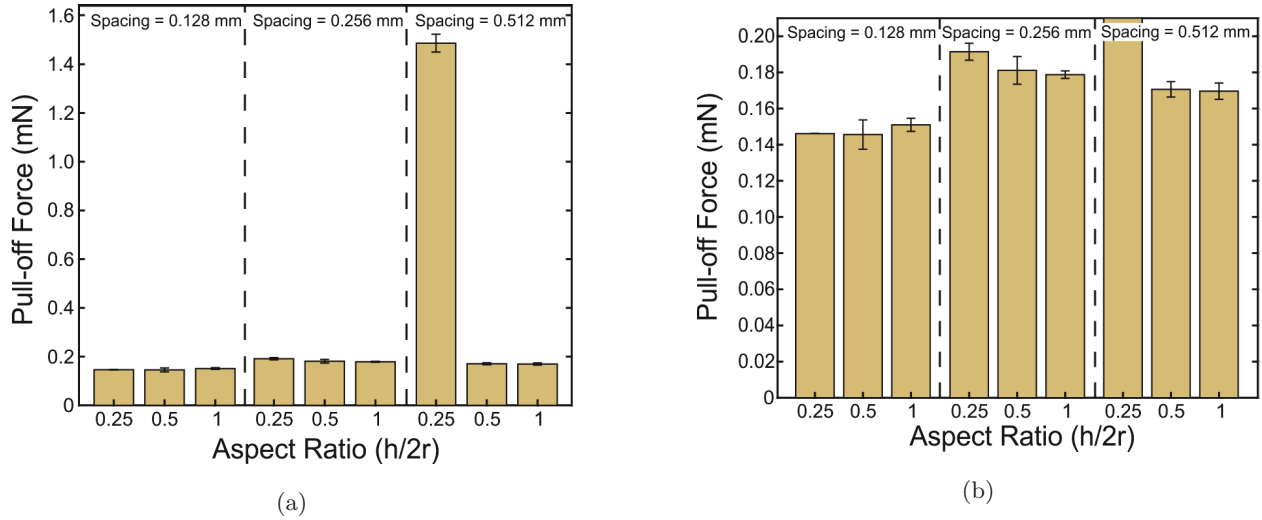 Spacing = 0.128 mm Spacing = 0.256 mm Spacing = 0.512 mm
1.6
1.4
1.2
1.0
0.8
0.6
0.4
0.2
0
Pull-off Force (mN)
0.25 0.5 1 0.25 0.5 1 0.25 0.5 1
Aspect Ratio (h/2r)
(a)
Spacing = 0.128 mm Spacing = 0.256 mm Spacing = 0.512 mm
0.20
0.18
0.16
0.14
0.12
0.10
0.08
0.06
0.04
0.02
0
Pull-off Force (mN)
0.25 0.5 1 0.25 0.5 1 0.25 0.5 1
Aspect Ratio (h/2r)
(b)